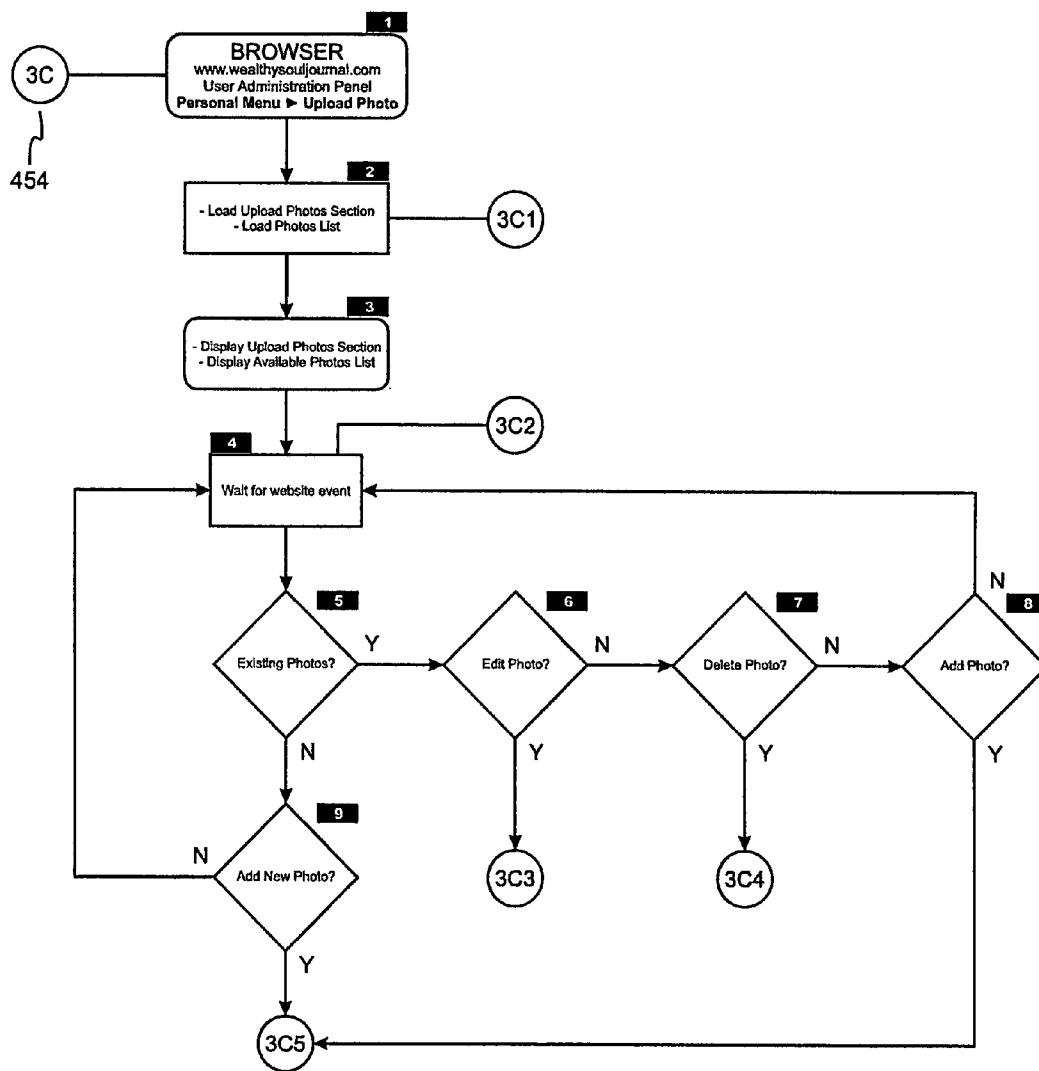 1
BROWSER
www.wealthysouljournal.com
User Administration Panel
Personal Menu ► Upload Photo
3C
454
2
- Load Upload Photos Section
- Load Photos List
3C1
3
- Display Upload Photos Section
- Display Available Photos List
3C2
4
Wait for website event
5
Existing Photos?
Y
N
6
Edit Photo?
N
Y
7
Delete Photo?
N
Y
8
Add Photo?
N
Y
9
Add New Photo?
N
Y
3C3
3C4
3C5